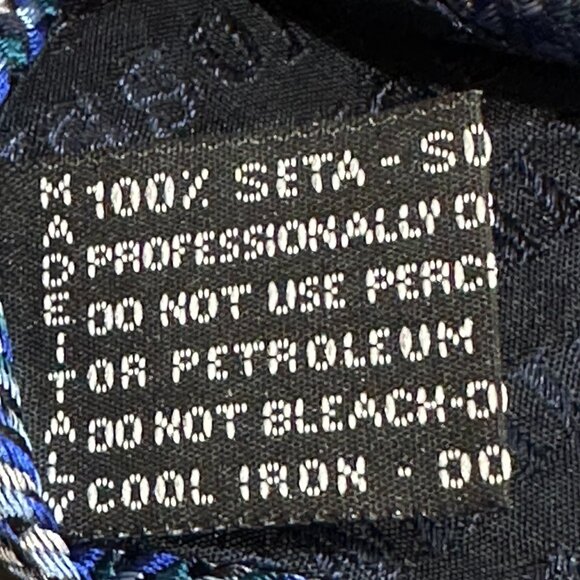 MADE ITALY
100% SETA - SO
PROFESSIONALLY
DO NOT USE PERC
OR PETROLEUM
DO NOT BLEACH-D
COOL IRON - DO